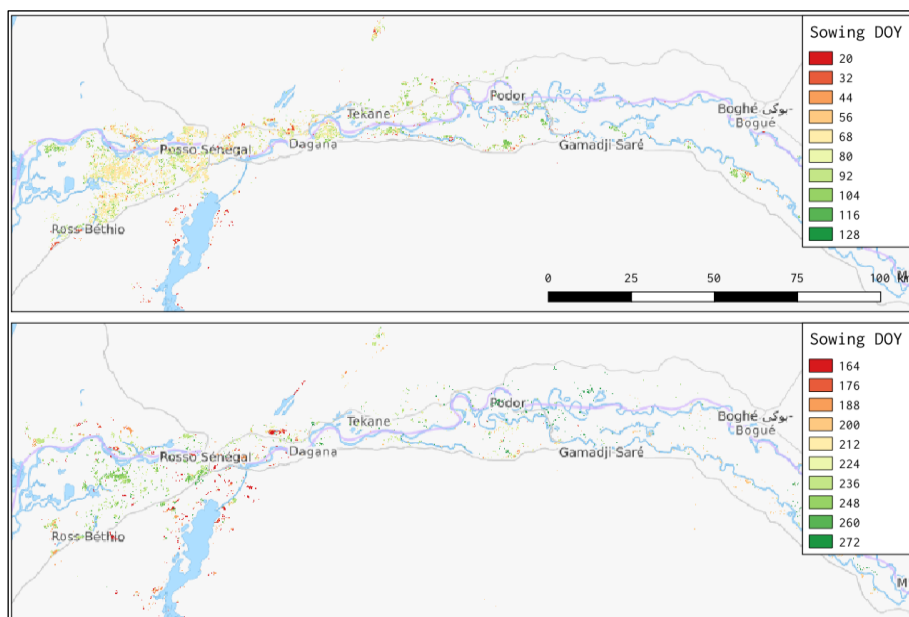 Sowing DOY
20
32
44
56
68
80
92
104
116
128
Podor
Tekane
Boghé بوكى-
Bogué
Rosso Sénégal
Dagana
Gamadji Saré
Ross Béthio
M
0
25
50
75
100 km
Sowing DOY
164
176
188
200
212
224
236
248
260
272
Podor
Tekane
Boghé بوكى-
Bogué
Rosso Sénégal
Dagana
Gamadji Saré
Ross Béthio
M